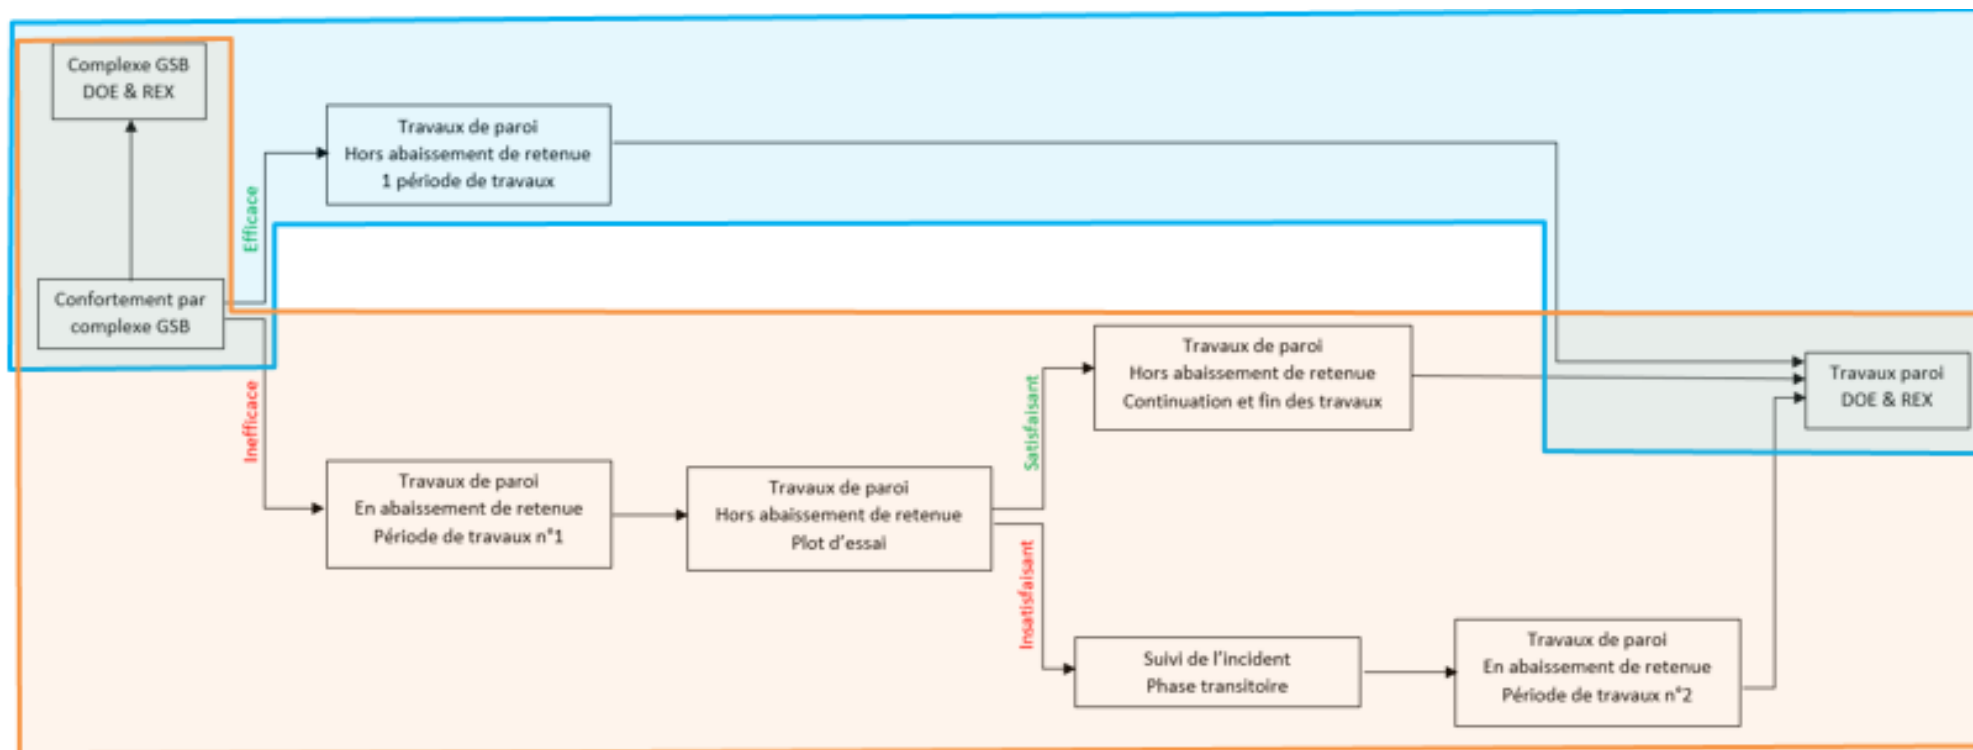 Complexe GSB
DOE & REX
Travaux de paroi
Hors abaissement de retenue
1 période de travaux
Efficace
Confortement par
complexe GSB
Inefficace
Travaux de paroi
Hors abaissement de retenue
Continuation et fin des travaux
Travaux paroi
DOE & REX
Satisfaisant
Travaux de paroi
En abaissement de retenue
Période de travaux n°1
Travaux de paroi
Hors abaissement de retenue
Plot d'essai
Insatisfaisant
Suivi de l'incident
Phase transitoire
Travaux de paroi
En abaissement de retenue
Période de travaux n°2